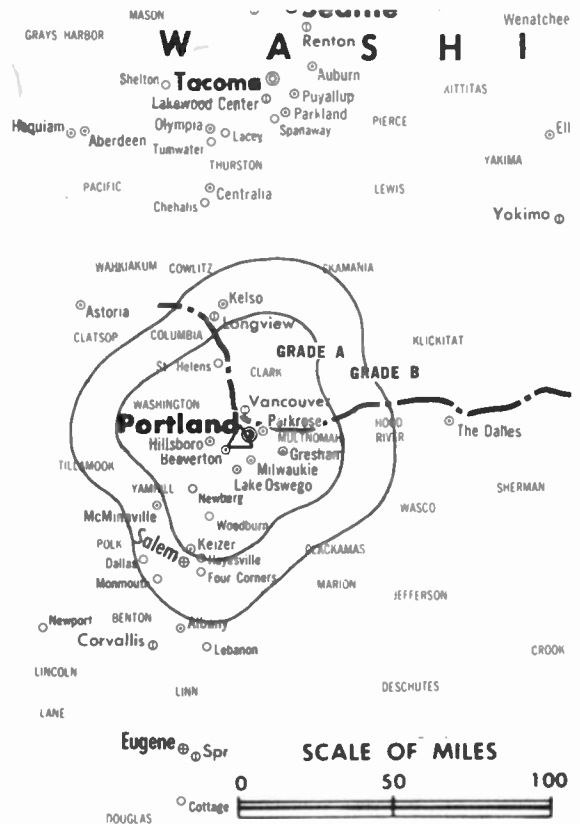 MASON
Wenatchee
GRAYS HARBOR
Renton
W A S H I
Auburn
Shelton
Tacoma
KITTITAS
Lakewood Center
Puyallup
Parkland
Hoquiam
Aberdeen
Olympia
Lacey
Spanaway
PIERCE
Ell
Tumwater
THURSTON
YAKIMA
PACIFIC
Centralia
LEWIS
Chehalis
Yokimo
WAHKIAKUM
COWLITZ
SKAMANIA
Astoria
Kelso
Longview
CLATSOP
COLUMBIA
KLICKITAT
GRADE A
St Helens
CLARK
GRADE B
WASHINGTON
Vancouver
Portland
Parkrose
HOOD
RIVER
The Dalles
Hillsboro
MULTNOMAH
Beaverton
Gresham
TILLAMOOK
Milwaukie
Lake Oswego
YAMHILL
Newberg
SHERMAN
McMinnville
WASCO
Woodburn
POLK
Salem
Keizer
CLACKAMAS
Dallas
Hayesville
Four Corners
Monmouth
MARION
JEFFERSON
Newport
BENTON
Albany
Corvallis
Lebanon
CROOK
LINCOLN
LINN
DESCHUTES
LANE
Eugene
Spr
SCALE OF MILES
0 50 100
Cottage
DOUGLAS